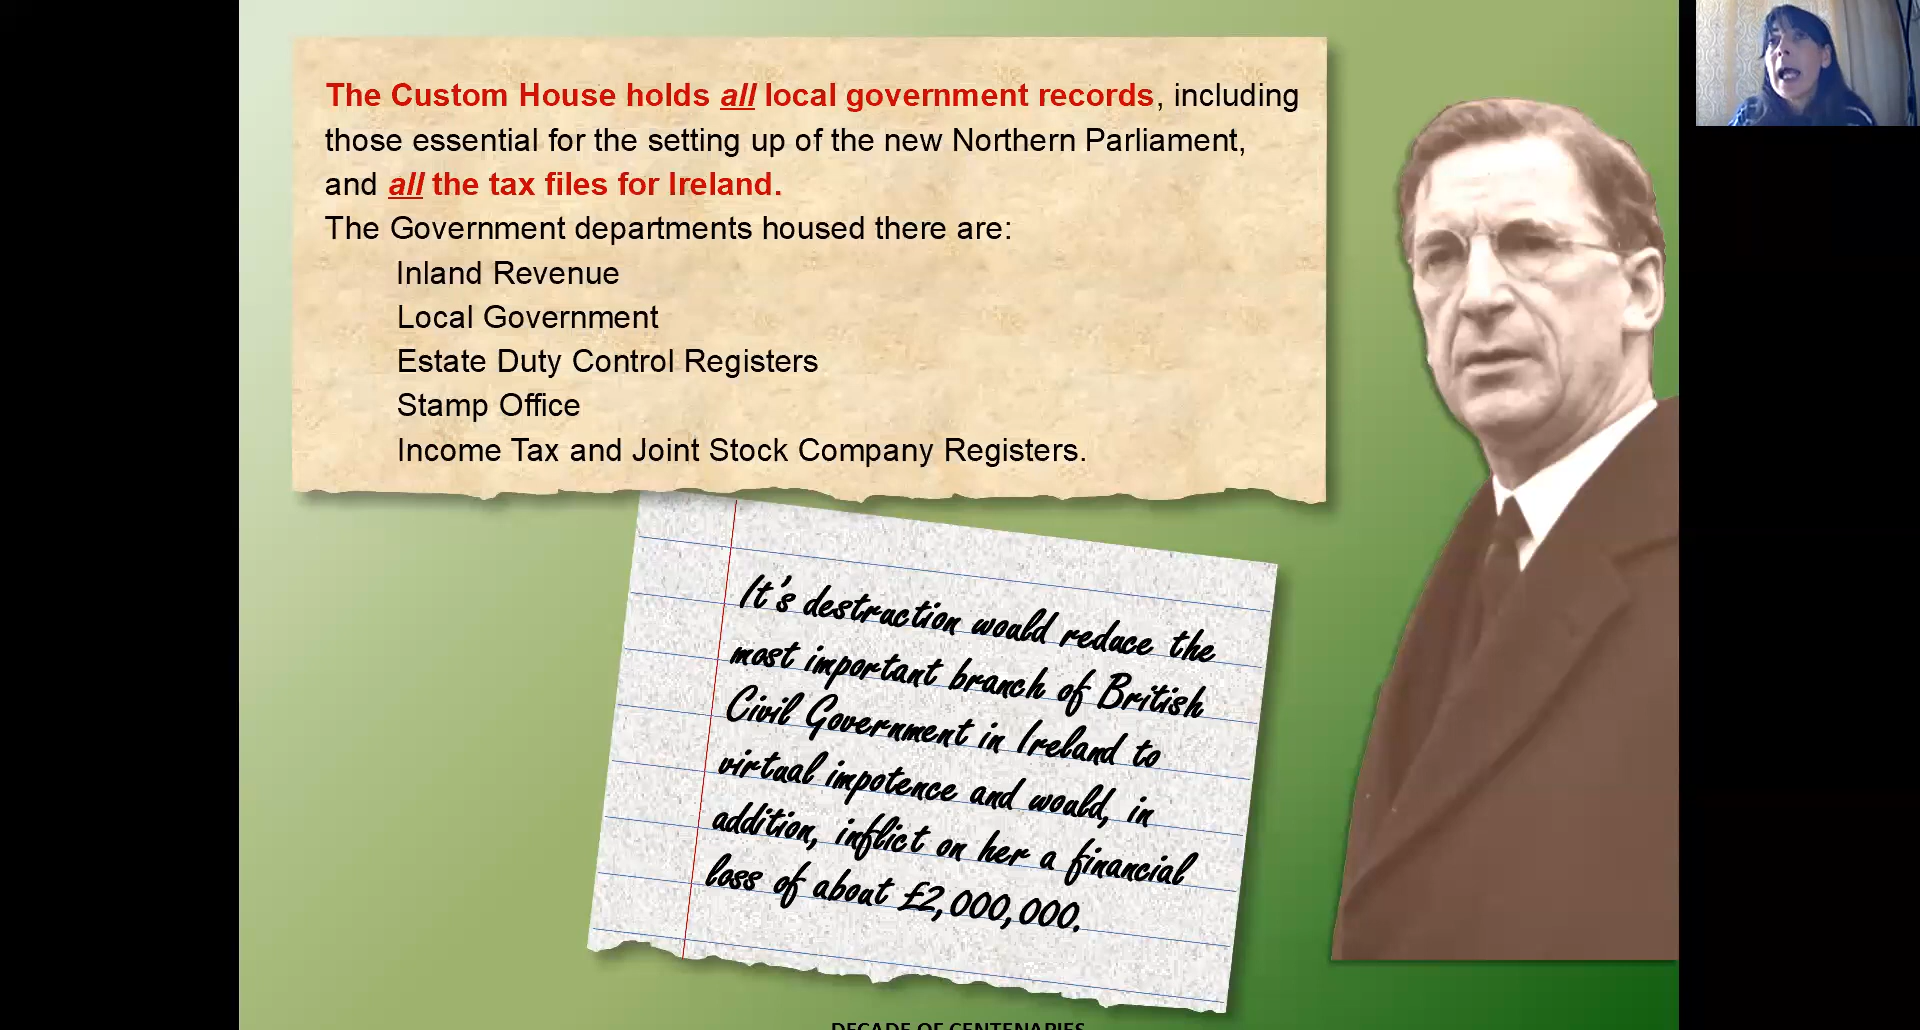 The Custom House holds all local government records, including
those essential for the setting up of the new Northern Parliament,
and all the tax files for Ireland.
The Government departments housed there are:
Inland Revenue
Local Government
Estate Duty Control Registers
Stamp Office
Income Tax and Joint Stock Company Registers.
It's destruction would reduce the
most important branch of British
Civil Government in Ireland to
virtual impotence and would, in
addition, inflict on her a financial
loss of about £2,000,000.
DECADE OF CENTENARIES